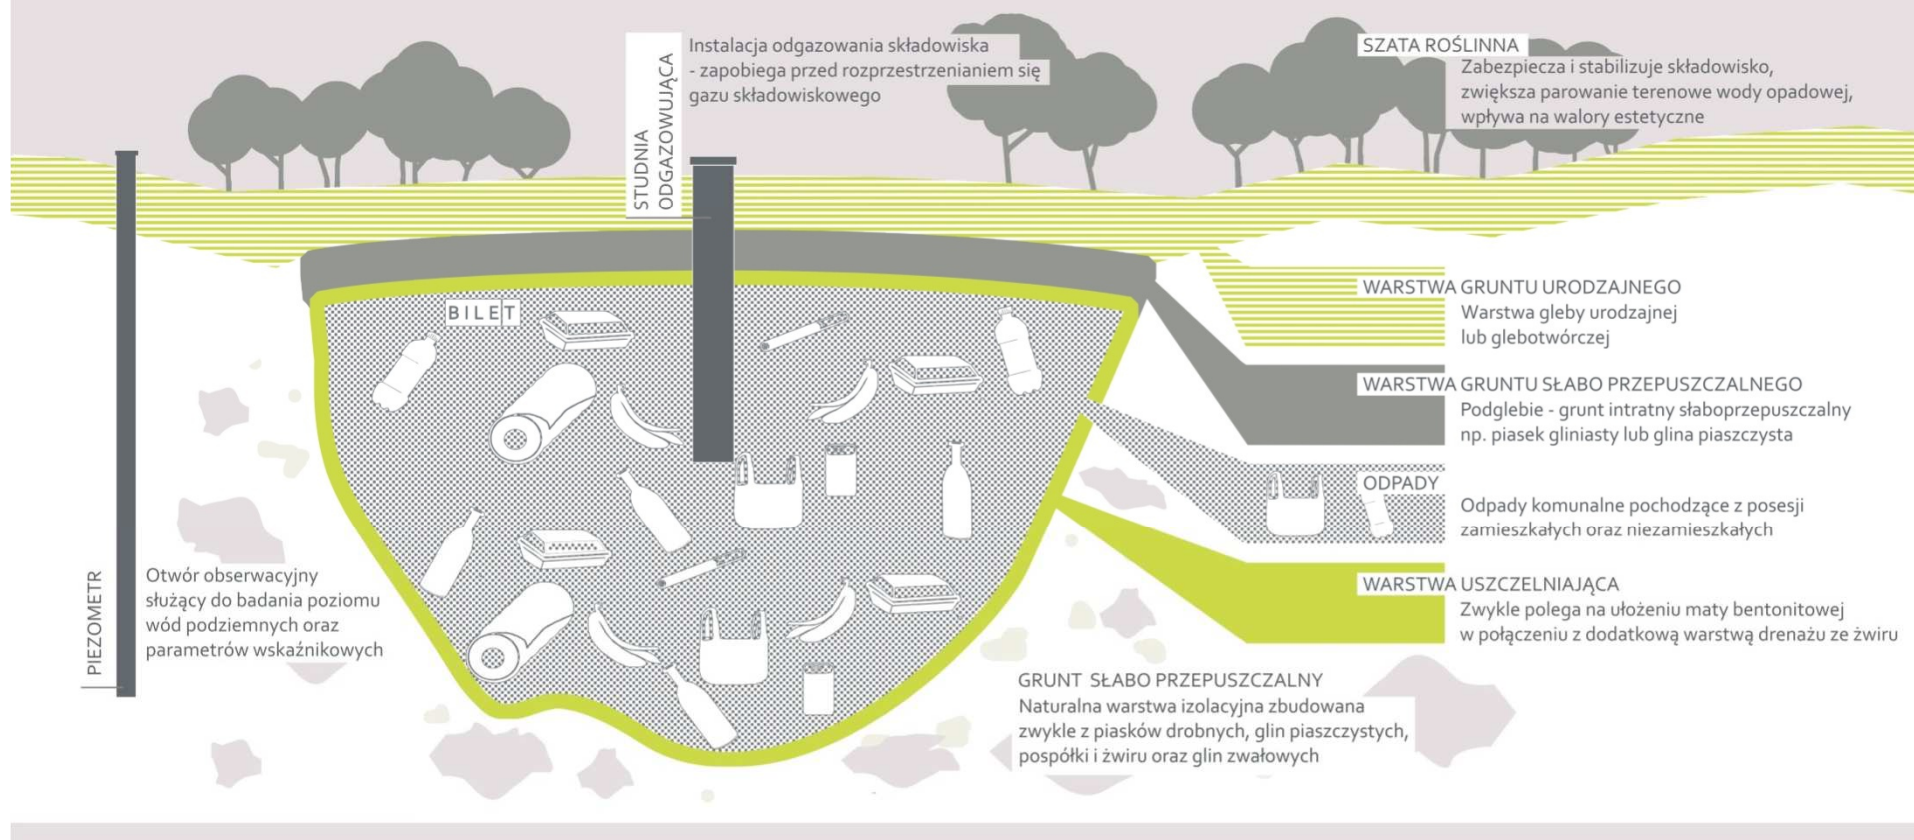 STUDNIA
ODGAZOWUJĄCA
Instalacja odgazowania składowiska
- zapobiega przed rozprzestrzenianiem się
gazu składowiskowego
SZATA ROŚLINNA
Zabezpiecza i stabilizuje składowisko,
zwiększa parowanie terenowe wody opadowej,
wpływa na walory estetyczne
BILET
WARSTWA GRUNTU URODZAJNEGO
Warstwa gleby urodzajnej
lub glebotwórczej
WARSTWA GRUNTU SŁABO PRZEPUSZCZALNEGO
Podglebie - grunt intratny słaboprzepuszczalny
np. piasek gliniasty lub glina piaszczysta
ODPADY
Odpady komunalne pochodzące z posesji
zamieszkałych oraz niezamieszkałych
WARSTWA USZCZELNIAJĄCA
Zwykle polega na ułożeniu maty bentonitowej
w połączeniu z dodatkową warstwą drenażu ze żwiru
PIEZOMETR
Otwór obserwacyjny
służący do badania poziomu
wód podziemnych oraz
parametrów wskaźnikowych
GRUNT SŁABO PRZEPUSZCZALNY
Naturalna warstwa izolacyjna zbudowana
zwykle z piasków drobnych, glin piaszczystych,
pospółki i żwiru oraz glin zwałowych